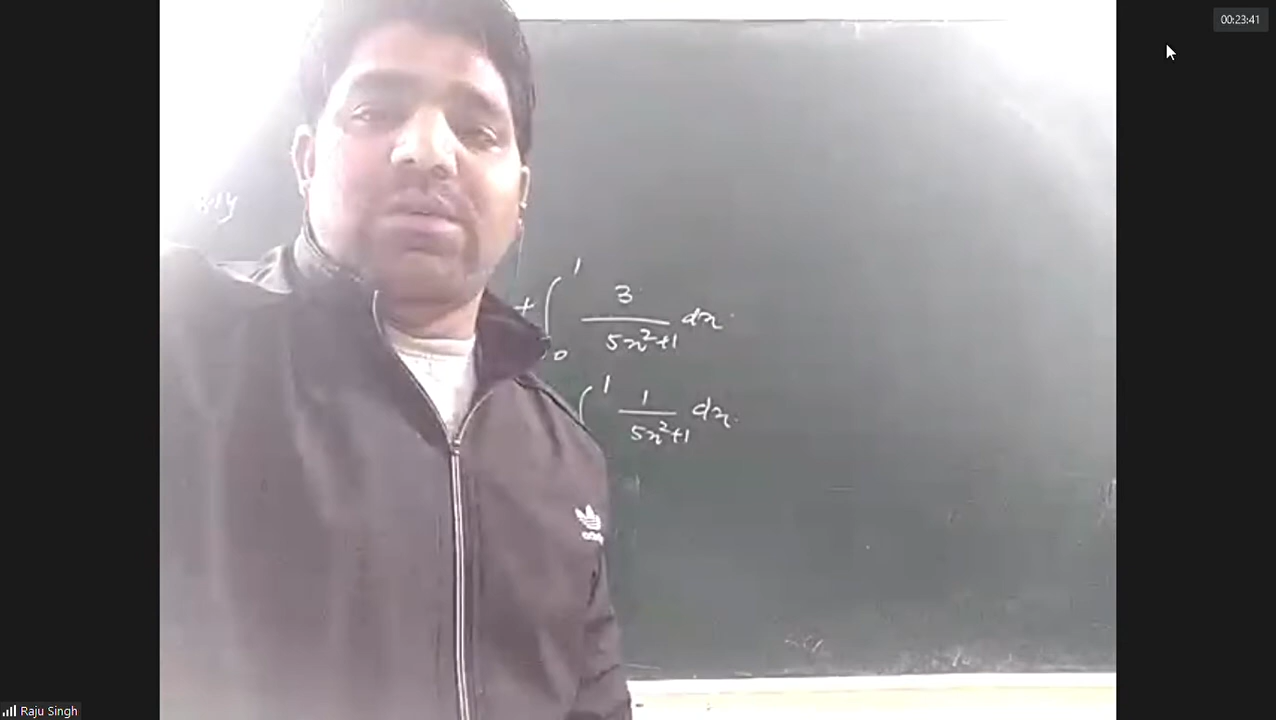 00:23:41
+ ∫₀¹ 3/(5x²+1) dx
∫¹ 1/(5x²+1) dx
Raju Singh